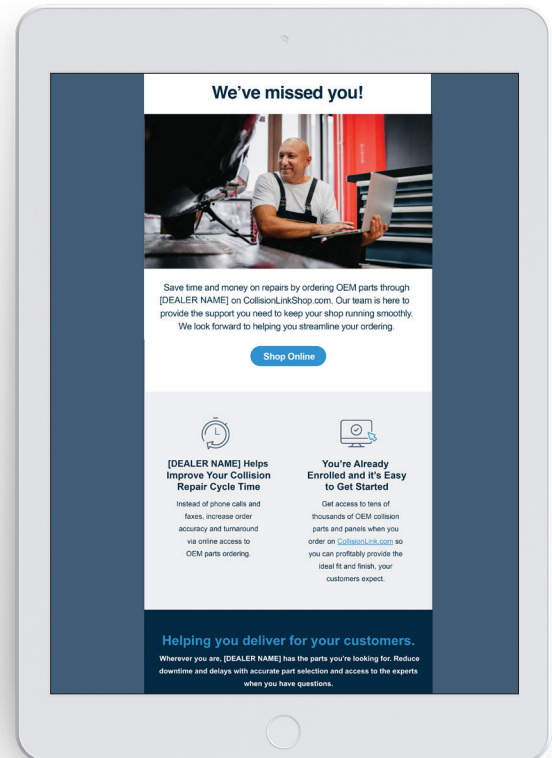 We've missed you!
Save time and money on repairs by ordering OEM parts through
[DEALER NAME] on CollisionLinkShop.com. Our team is here to
provide the support you need to keep your shop running smoothly.
We look forward to helping you streamline your ordering.
Shop Online
[DEALER NAME] Helps
Improve Your Collision
Repair Cycle Time
Instead of phone calls and
faxes, increase order
accuracy and turnaround
via online access to
OEM parts ordering.
You're Already
Enrolled and it's Easy
to Get Started
Get access to tens of
thousands of OEM collision
parts and panels when you
order on CollisionLink.com so
you can profitably provide the
ideal fit and finish, your
customers expect.
Helping you deliver for your customers.
Wherever you are, [DEALER NAME] has the parts you're looking for. Reduce
downtime and delays with accurate part selection and access to the experts
when you have questions.